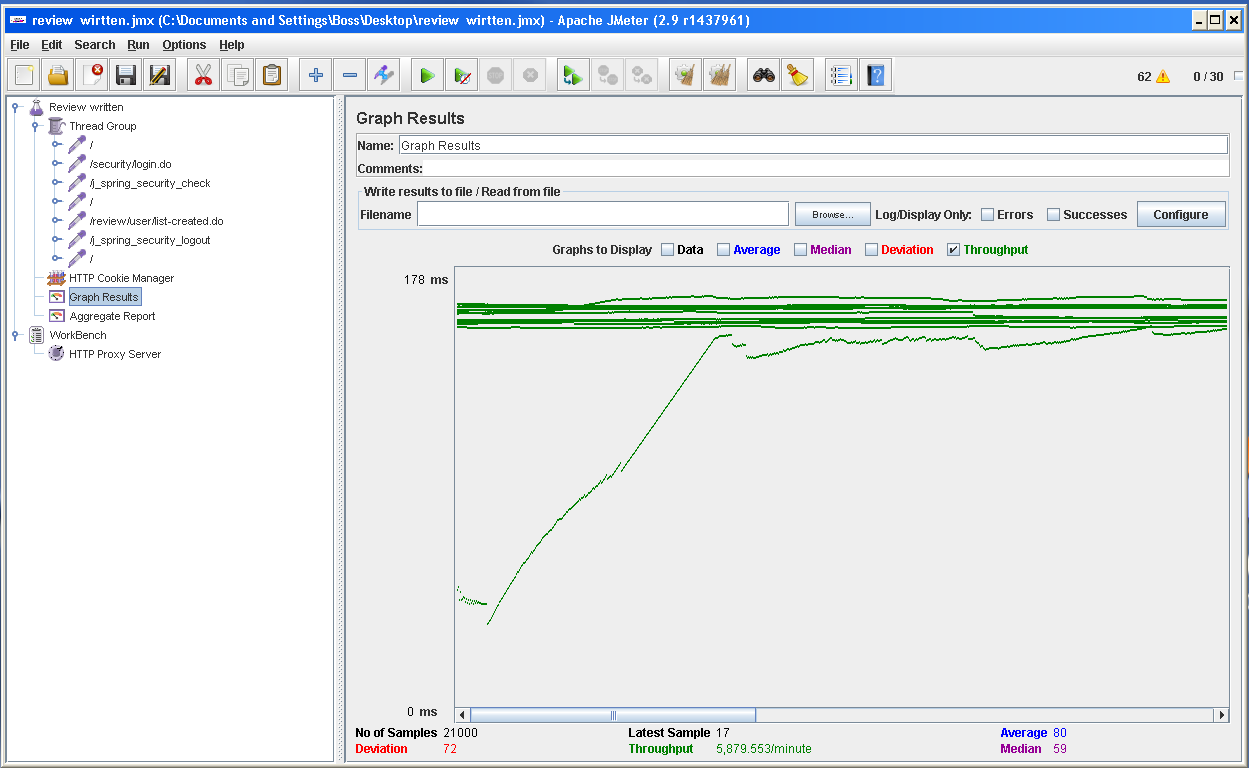 review wirtten.jmx (C:\Documents and Settings\Boss\Desktop\review wirtten.jmx) - Apache JMeter (2.9 r1437961)
File Edit Search Run Options Help
62 0 / 30
Review written
Thread Group
/
/security/login.do
/j_spring_security_check
/
/review/user/list-created.do
/j_spring_security_logout
/
HTTP Cookie Manager
Graph Results
Aggregate Report
WorkBench
HTTP Proxy Server
Graph Results
Name: Graph Results
Comments:
Write results to file / Read from file
Filename Browse... Log/Display Only: Errors Successes Configure
Graphs to Display Data Average Median Deviation Throughput
178 ms
0 ms
No of Samples 21000 Latest Sample 17 Average 80
Deviation 72 Throughput 5,879.553/minute Median 59